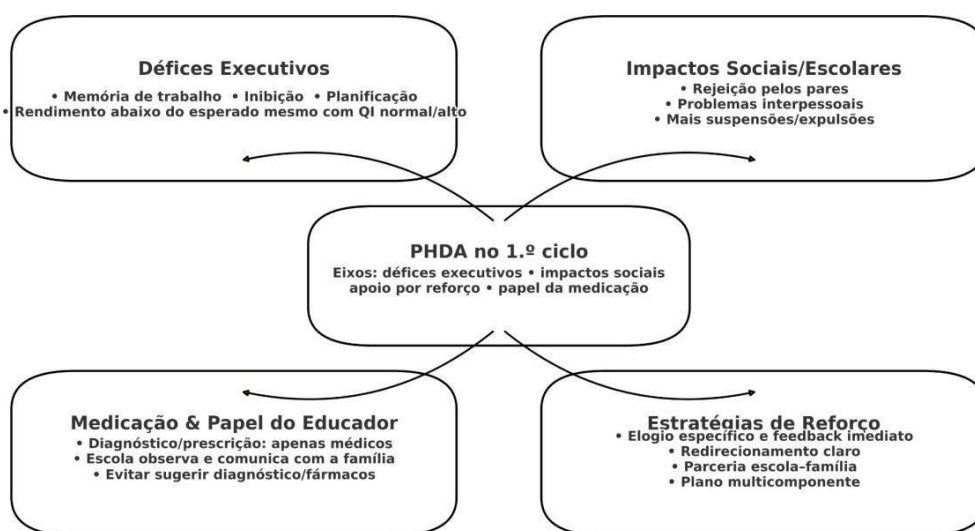 Défices Executivos
• Memória de trabalho • Inibição • Planificação
• Rendimento abaixo do esperado mesmo com QI normal/alto
Impactos Sociais/Escolares
• Rejeição pelos pares
• Problemas interpessoais
• Mais suspensões/expulsões
PHDA no 1.º ciclo
Eixos: défices executivos • impactos sociais
apoio por reforço • papel da medicação
Medicação & Papel do Educador
• Diagnóstico/prescrição: apenas médicos
• Escola observa e comunica com a família
• Evitar sugerir diagnóstico/fármacos
Estratégias de Reforço
• Elogio específico e feedback imediato
• Redirecionamento claro
• Parceria escola–família
• Plano multicomponente